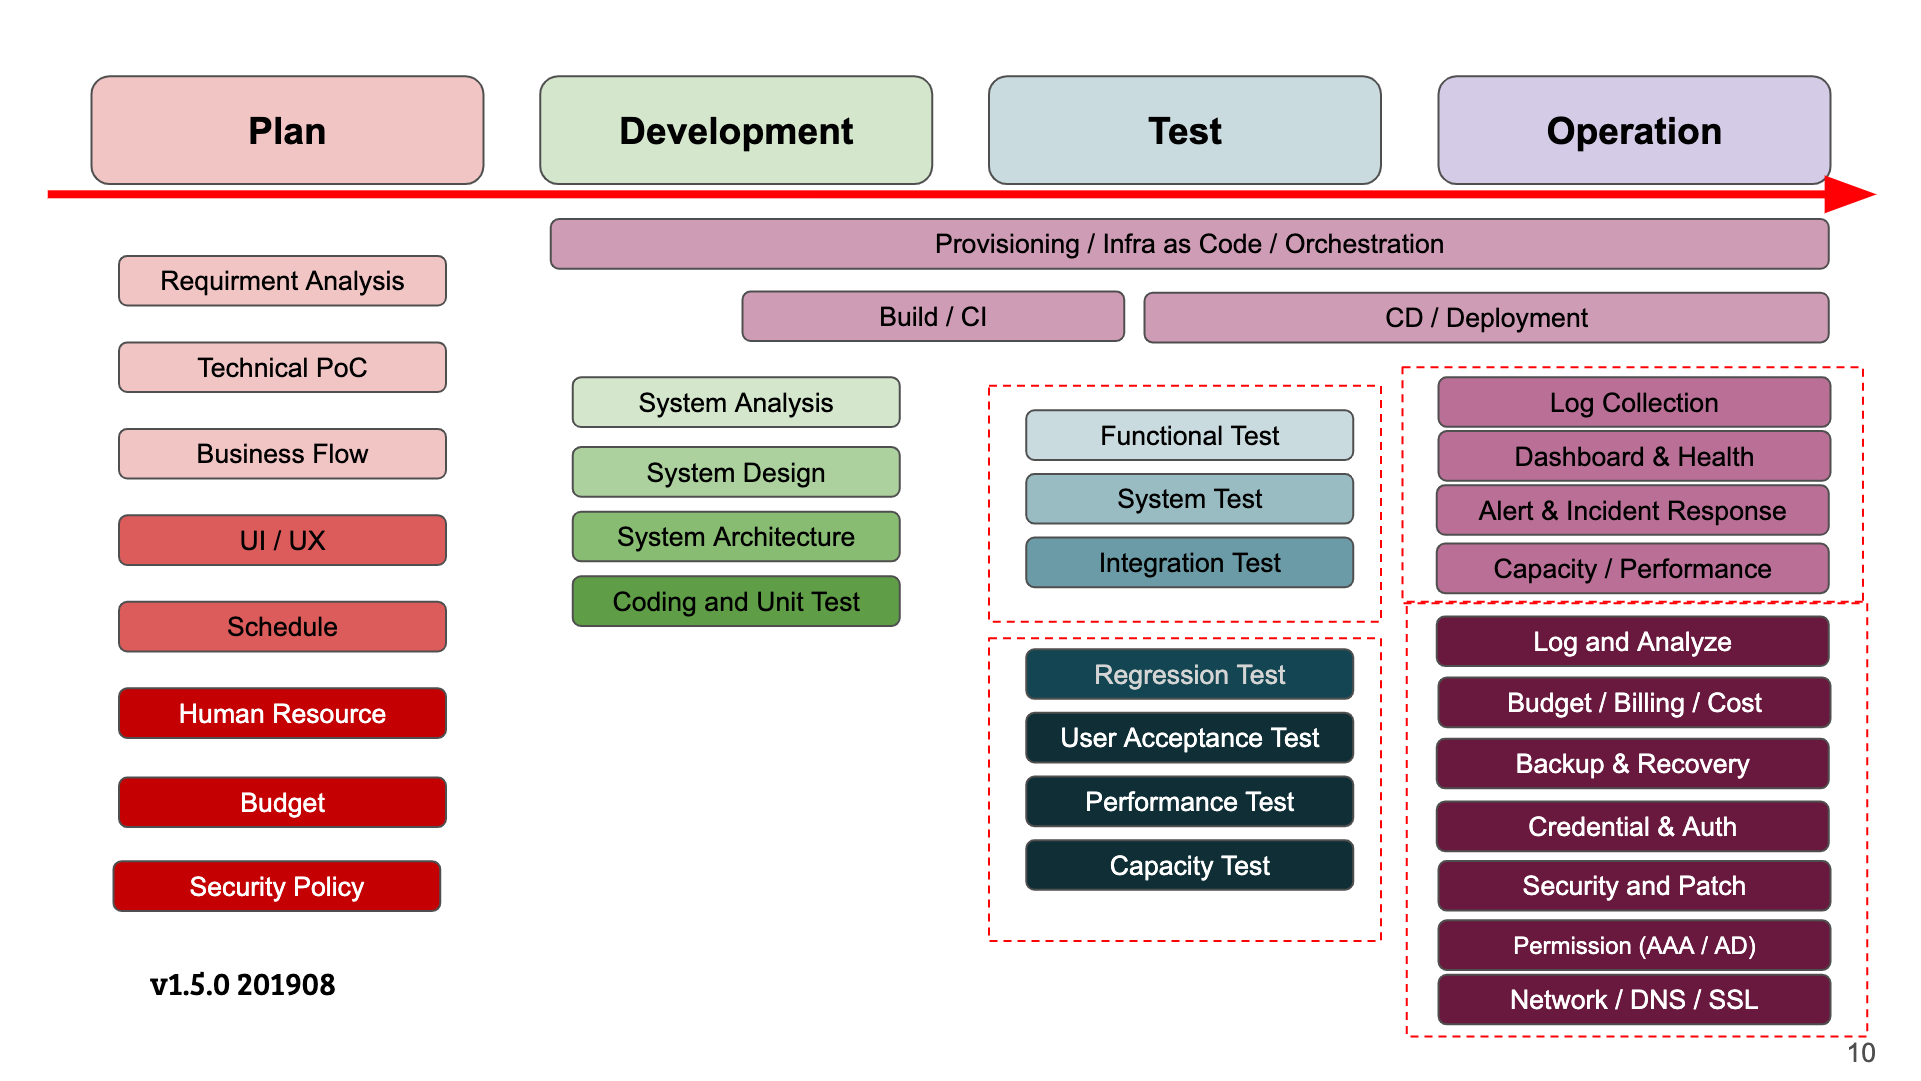 Plan
Development
Test
Operation
Provisioning / Infra as Code / Orchestration
Build / CI
CD / Deployment
Requirment Analysis
Technical PoC
Business Flow
UI / UX
Schedule
Human Resource
Budget
Security Policy
System Analysis
System Design
System Architecture
Coding and Unit Test
Functional Test
System Test
Integration Test
Regression Test
User Acceptance Test
Performance Test
Capacity Test
Log Collection
Dashboard & Health
Alert & Incident Response
Capacity / Performance
Log and Analyze
Budget / Billing / Cost
Backup & Recovery
Credential & Auth
Security and Patch
Permission (AAA / AD)
Network / DNS / SSL
v1.5.0 201908
10